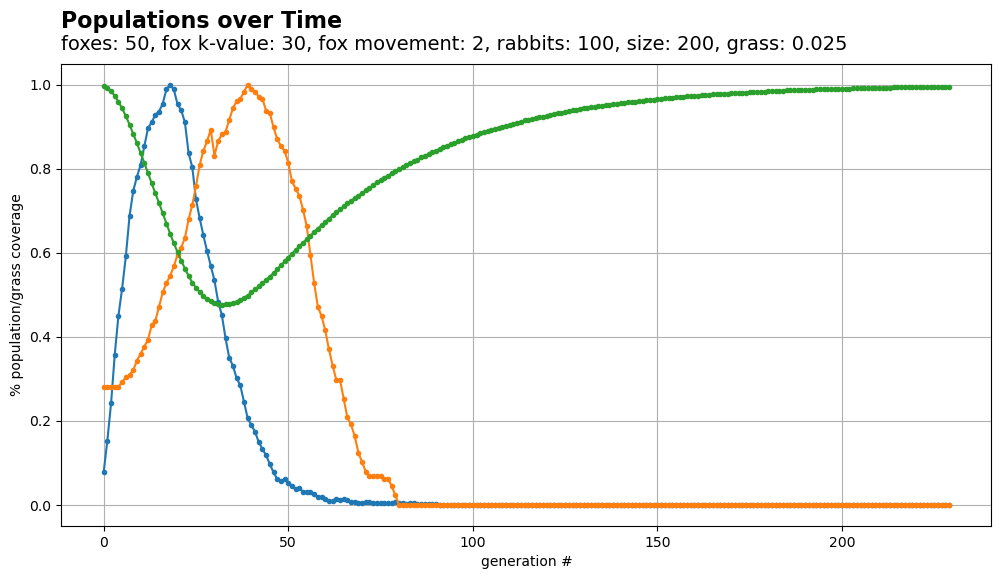 Populations over Time
foxes: 50, fox k-value: 30, fox movement: 2, rabbits: 100, size: 200, grass: 0.025
1.0
0.8
0.6
0.4
0.2
0.0
% population/grass coverage
0 50 100 150 200
generation #